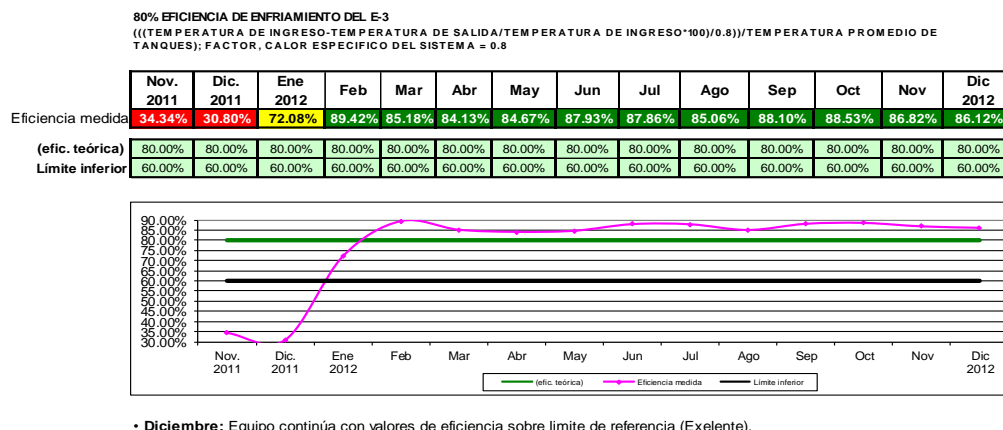 80% EFICIENCIA DE ENFRIAMIENTO DEL E-3
(((TEMPERATURA DE INGRESO-TEMPERATURA DE SALIDA/TEMPERATURA DE INGRESO*100)/0.8))/TEMPERATURA PROMEDIO DE
TANQUES); FACTOR, CALOR ESPECIFICO DEL SISTEMA = 0.8
Nov. 2011 Dic. 2011 Ene 2012 Feb Mar Abr May Jun Jul Ago Sep Oct Nov Dic 2012
Eficiencia medida 34.34% 30.80% 72.08% 89.42% 85.18% 84.13% 84.67% 87.93% 87.86% 85.06% 88.10% 88.53% 86.82% 86.12%
(efic. teórica) 80.00% 80.00% 80.00% 80.00% 80.00% 80.00% 80.00% 80.00% 80.00% 80.00% 80.00% 80.00% 80.00% 80.00%
Límite inferior 60.00% 60.00% 60.00% 60.00% 60.00% 60.00% 60.00% 60.00% 60.00% 60.00% 60.00% 60.00% 60.00% 60.00%
90.00%
85.00%
80.00%
75.00%
70.00%
65.00%
60.00%
55.00%
50.00%
45.00%
40.00%
35.00%
30.00%
Nov. 2011 Dic. 2011 Ene 2012 Feb Mar Abr May Jun Jul Ago Sep Oct Nov Dic 2012
(efic. teórica) Eficiencia medida Límite inferior
• Diciembre: Equipo continúa con valores de eficiencia sobre limite de referencia (Exelente).